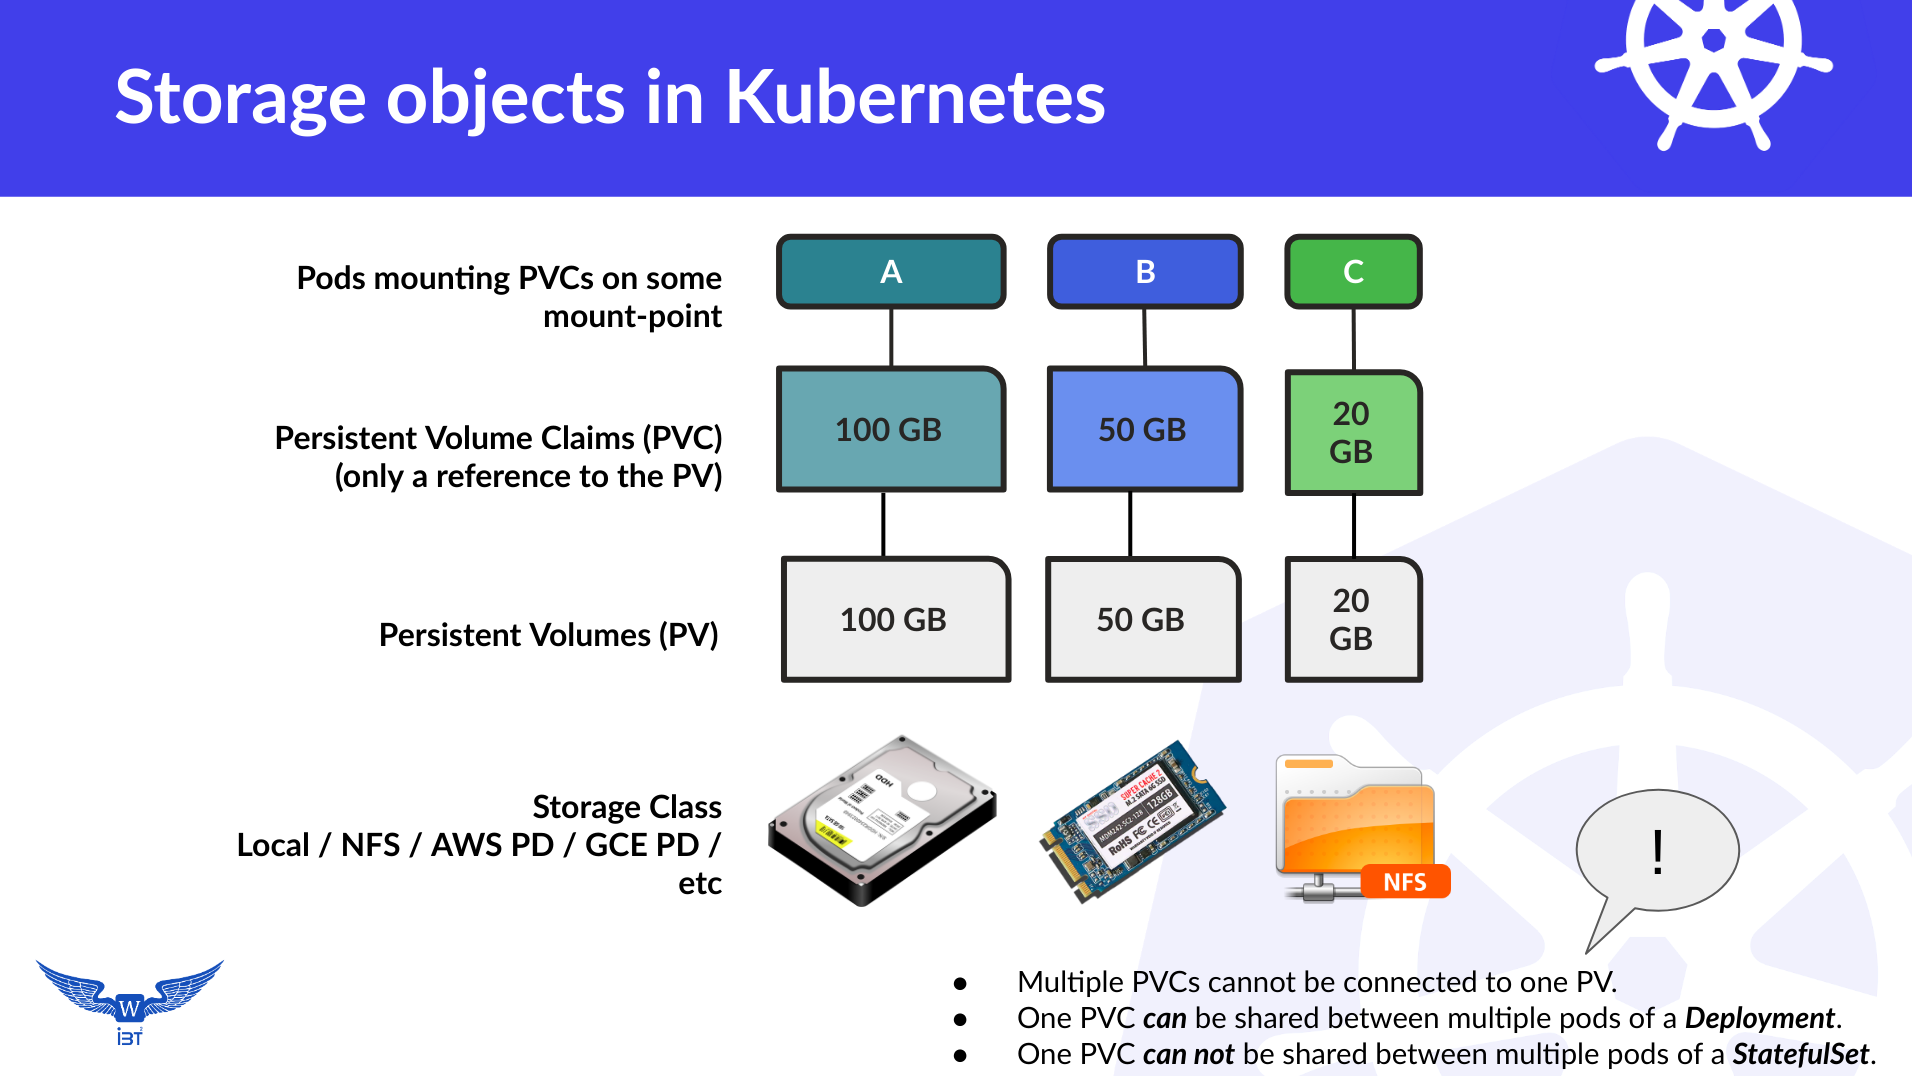 Storage objects in Kubernetes
Pods mounting PVCs on some
mount-point
A
B
C
Persistent Volume Claims (PVC)
(only a reference to the PV)
100 GB
50 GB
20
GB
Persistent Volumes (PV)
100 GB
50 GB
20
GB
Storage Class
Local / NFS / AWS PD / GCE PD /
etc
HDD
SUPER CACHE 2
M.2 SATA 6G SSD
128GB
RoHS FC CE
NFS
!
W
iBT
● Multiple PVCs cannot be connected to one PV.
● One PVC can be shared between multiple pods of a Deployment.
● One PVC can not be shared between multiple pods of a StatefulSet.